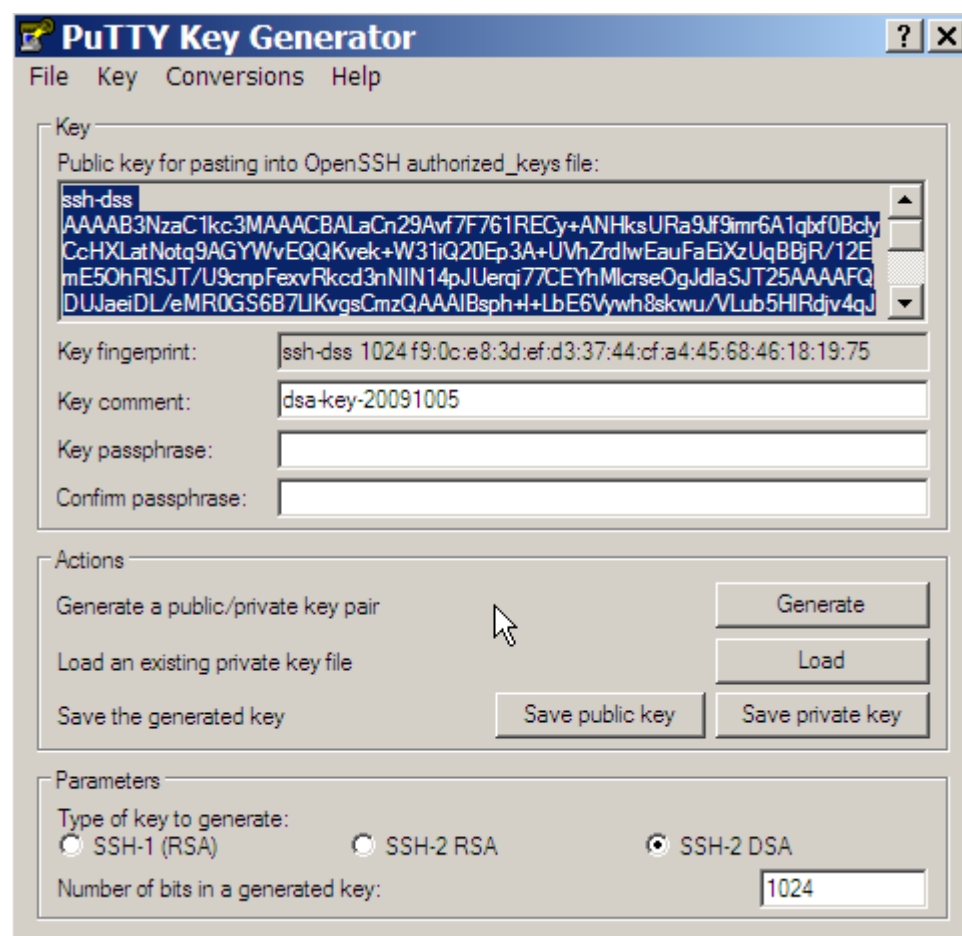 PuTTY Key Generator
File Key Conversions Help
Key
Public key for pasting into OpenSSH authorized_keys file:
ssh-dss
AAAAB3NzaC1kc3MAAACBALaCn29Avf7F761RECy+ANHksURa9Jf9imr6A1qlxf0Bcly
CcHXLatNotq9AGYWvEQQKvek+W31iQ20Ep3A+UVhZrdIwEauFaEiXzUqBBjR/12E
mE5OhRISJT/U9cnpFexvRkcd3nNIN14pJUerqi77CEYhMlcrseOgJdlaSJT25AAAAFQ
DUJaeiDL/eMR0GS6B7LlKvgsCmzQAAAIBsph+I+LbE6Vywh8skwu/VLub5HIRdjv4qJ
Key fingerprint: ssh-dss 1024 f9:0c:e8:3d:ef:d3:37:44:cf:a4:45:68:46:18:19:75
Key comment: dsa-key-20091005
Key passphrase:
Confirm passphrase:
Actions
Generate a public/private key pair Generate
Load an existing private key file Load
Save the generated key Save public key Save private key
Parameters
Type of key to generate:
SSH-1 (RSA) SSH-2 RSA SSH-2 DSA
Number of bits in a generated key: 1024